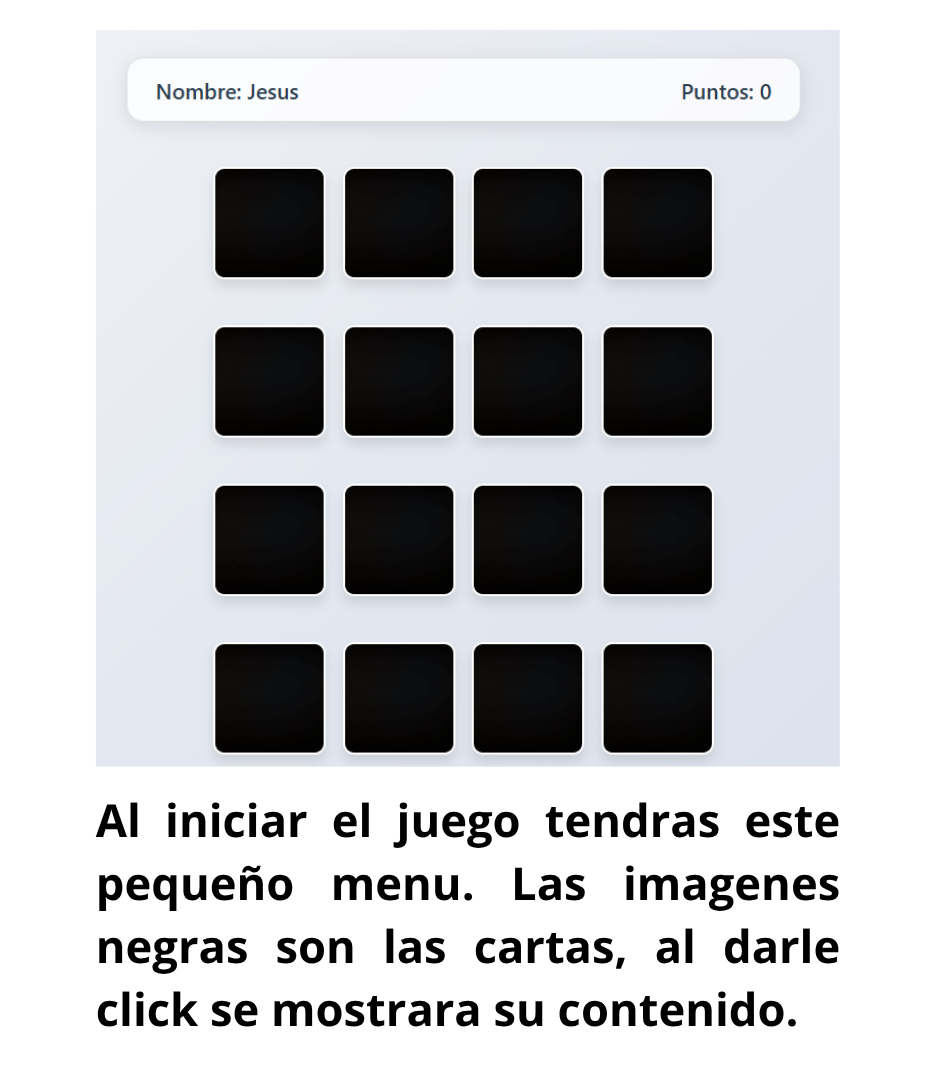 Nombre: Jesus
Puntos: 0
Al iniciar el juego tendras este
pequeño menu. Las imagenes
negras son las cartas, al darle
click se mostrara su contenido.